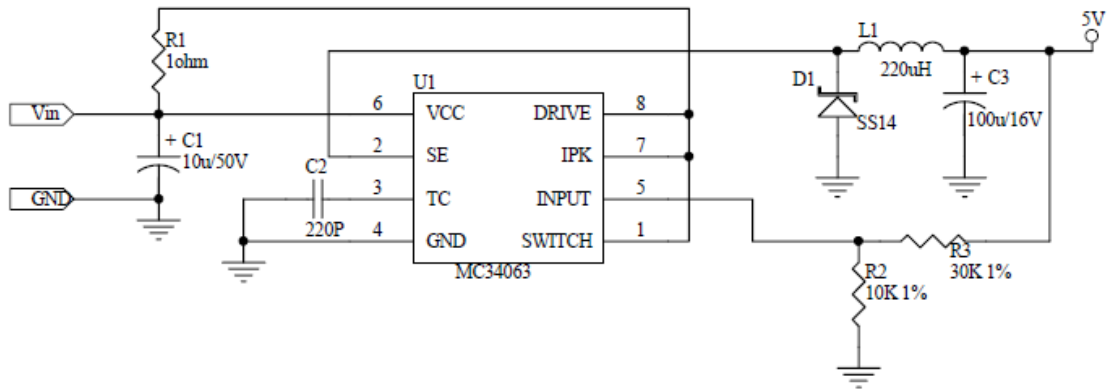 5V
R1
1ohm
L1
220uH
D1
+ C3
SS14
100u/16V
U1
Vin
6
VCC
DRIVE
8
+ C1
10u/50V
2
SE
IPK
7
C2
GND
3
TC
INPUT
5
220P
4
GND
SWITCH
1
MC34063
R3
30K 1%
R2
10K 1%